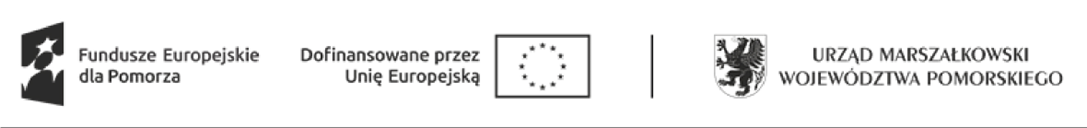 Fundusze Europejskie
dla Pomorza
Dofinansowane przez
Unię Europejską
URZĄD MARSZAŁKOWSKI
WOJEWÓDZTWA POMORSKIEGO